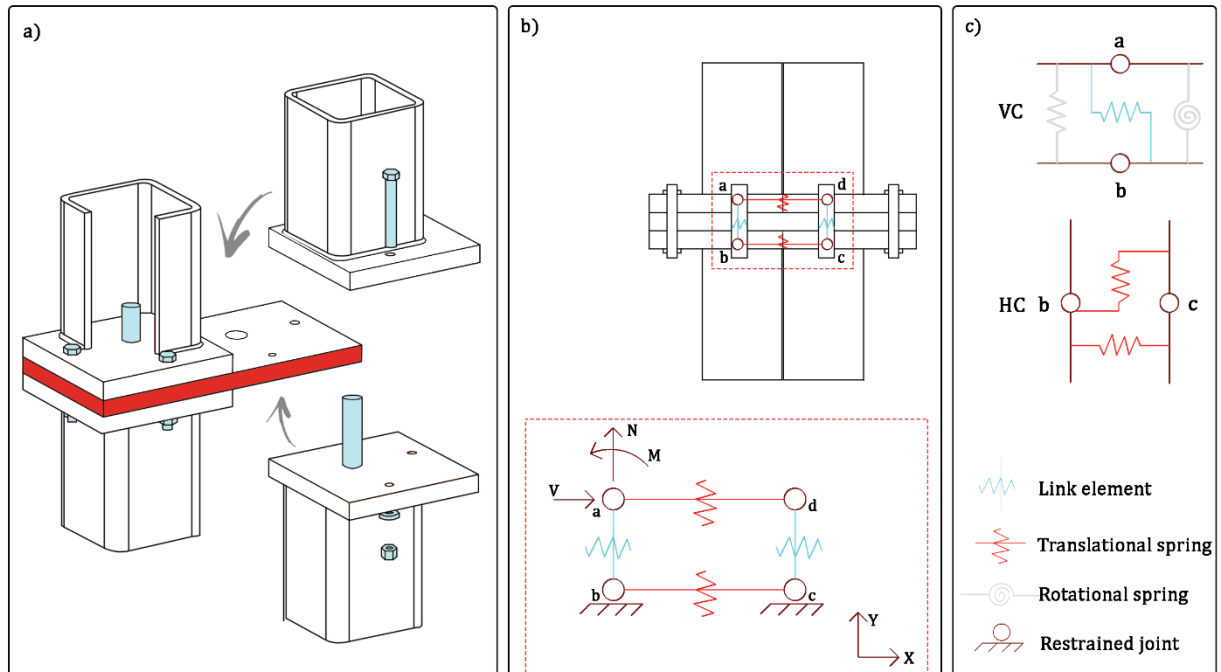 a)
b)
a
d
b
c
N
M
V
a
d
b
c
Y
X
c)
a
VC
b
HC
b
c
Link element
Translational spring
Rotational spring
Restrained joint